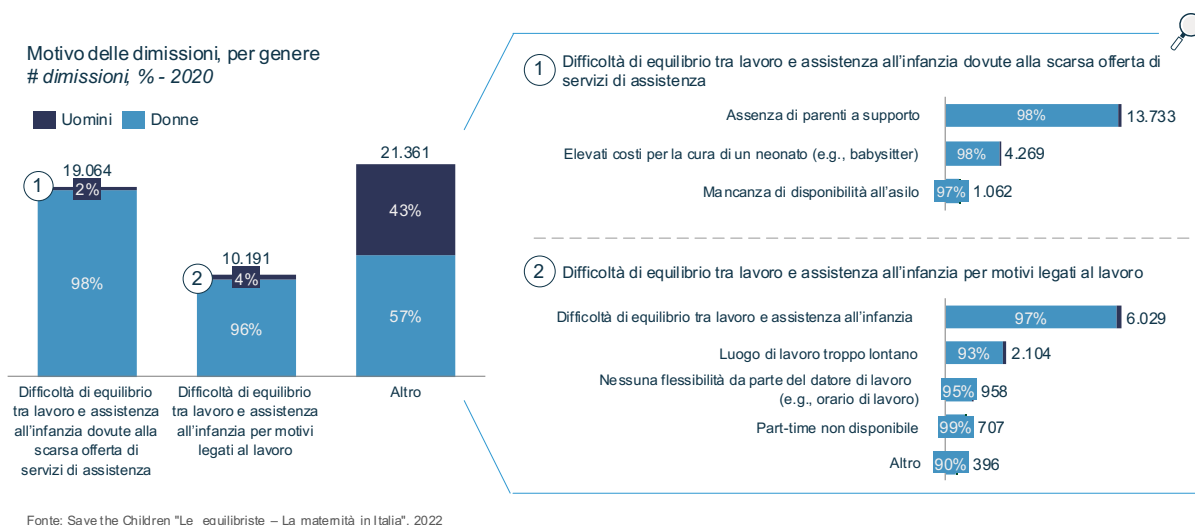 Motivo delle dimissioni, per genere
# dimissioni, % - 2020
Uomini
Donne
19.064
1
2%
98%
10.191
2
4%
96%
21.361
43%
57%
Difficoltà di equilibrio
tra lavoro e assistenza
all'infanzia dovute alla
scarsa offerta di
servizi di assistenza
Difficoltà di equilibrio
tra lavoro e assistenza
all'infanzia per motivi
legati al lavoro
Altro
1
Difficoltà di equilibrio tra lavoro e assistenza all'infanzia dovute alla scarsa offerta di
servizi di assistenza
Assenza di parenti a supporto
98%
13.733
Elevati costi per la cura di un neonato (e.g., babysitter)
98%
4.269
Mancanza di disponibilità all'asilo
97%
1.062
2
Difficoltà di equilibrio tra lavoro e assistenza all'infanzia per motivi legati al lavoro
Difficoltà di equilibrio tra lavoro e assistenza all'infanzia
97%
6.029
Luogo di lavoro troppo lontano
93%
2.104
Nessuna flessibilità da parte del datore di lavoro
(e.g., orario di lavoro)
95%
958
Part-time non disponibile
99%
707
Altro
90%
396
Fonte: Save the Children "Le equilibriste – La maternità in Italia", 2022